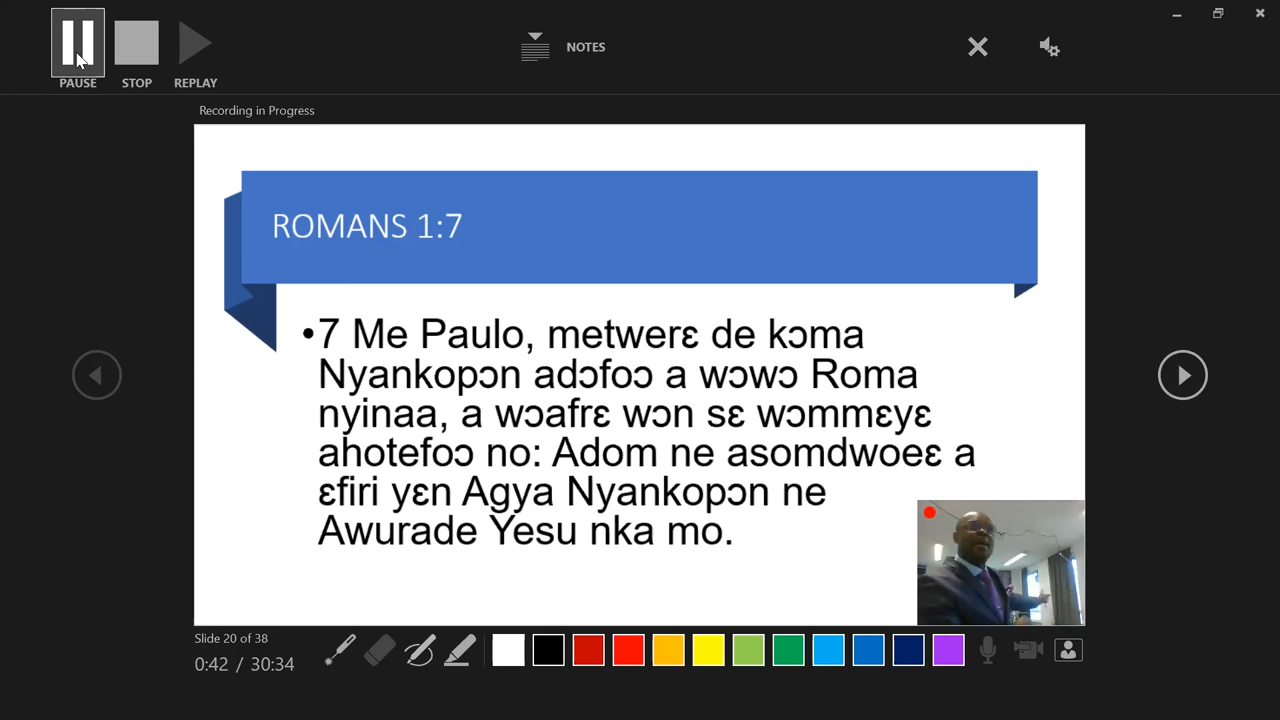 PAUSE
STOP
REPLAY
NOTES
Recording in Progress
ROMANS 1:7
•7 Me Paulo, metwerɛ de kɔma
Nyankopɔn adɔfoɔ a wɔwɔ Roma
nyinaa, a wɔafrɛ wɔn sɛ wɔmmɛyɛ
ahotefoɔ no: Adom ne asomdwoeɛ a
ɛfiri yɛn Agya Nyankopɔn ne
Awurade Yesu nka mo.
Slide 20 of 38
0:42 / 30:34